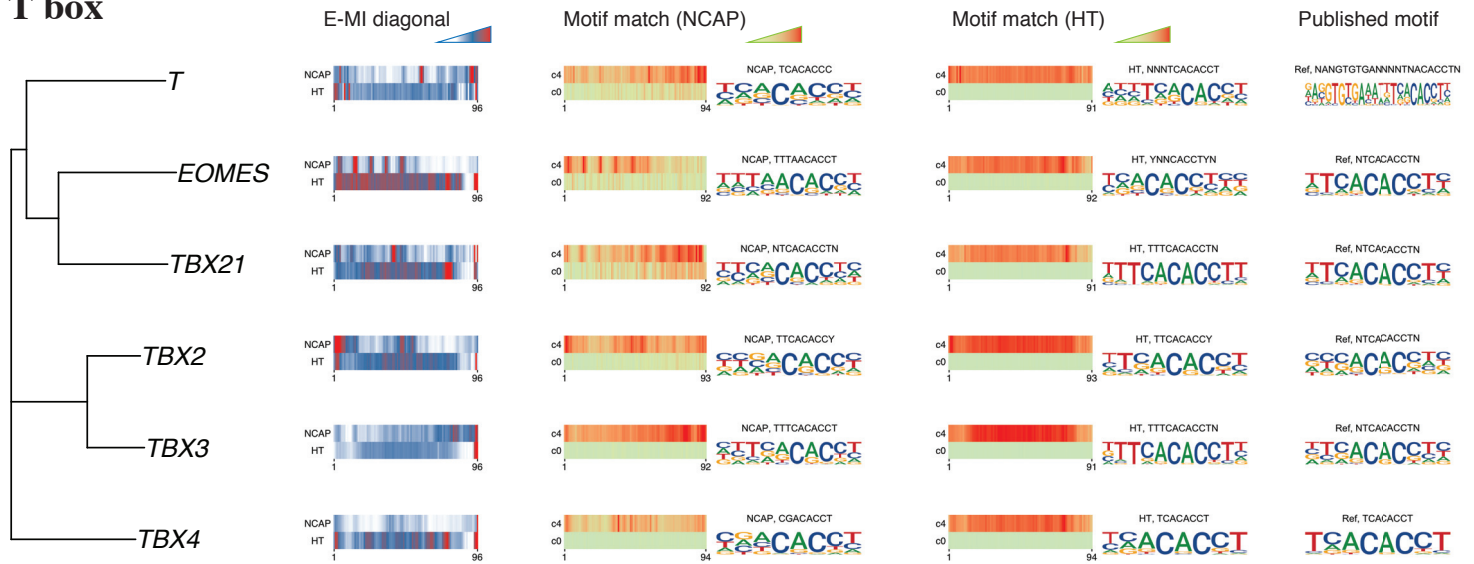 T box
E-MI diagonal
Motif match (NCAP)
Motif match (HT)
Published motif
T
NCAP
HT
1
96
c4
c0
1
94
NCAP, TCACACCC
c4
c0
1
91
HT, NNNTCACACCT
Ref, NANGTGTGANNNNTNACACCTN
EOMES
NCAP
HT
1
96
c4
c0
1
92
NCAP, TTTAACACCT
c4
c0
1
92
HT, YNNCACCTYN
Ref, NTCACACCTN
TBX21
NCAP
HT
1
96
c4
c0
1
92
NCAP, NTCACACCTN
c4
c0
1
91
HT, TTTCACACCTN
Ref, NTCACACCTN
TBX2
NCAP
HT
1
96
c4
c0
1
93
NCAP, TTCACACCY
c4
c0
1
93
HT, TTCACACCY
Ref, NTCACACCTN
TBX3
NCAP
HT
1
96
c4
c0
1
92
NCAP, TTTCACACCT
c4
c0
1
91
HT, TTTCACACCTN
Ref, NTCACACCTN
TBX4
NCAP
HT
1
96
c4
c0
1
94
NCAP, CGACACCT
c4
c0
1
94
HT, TCACACCT
Ref, TCACACCT